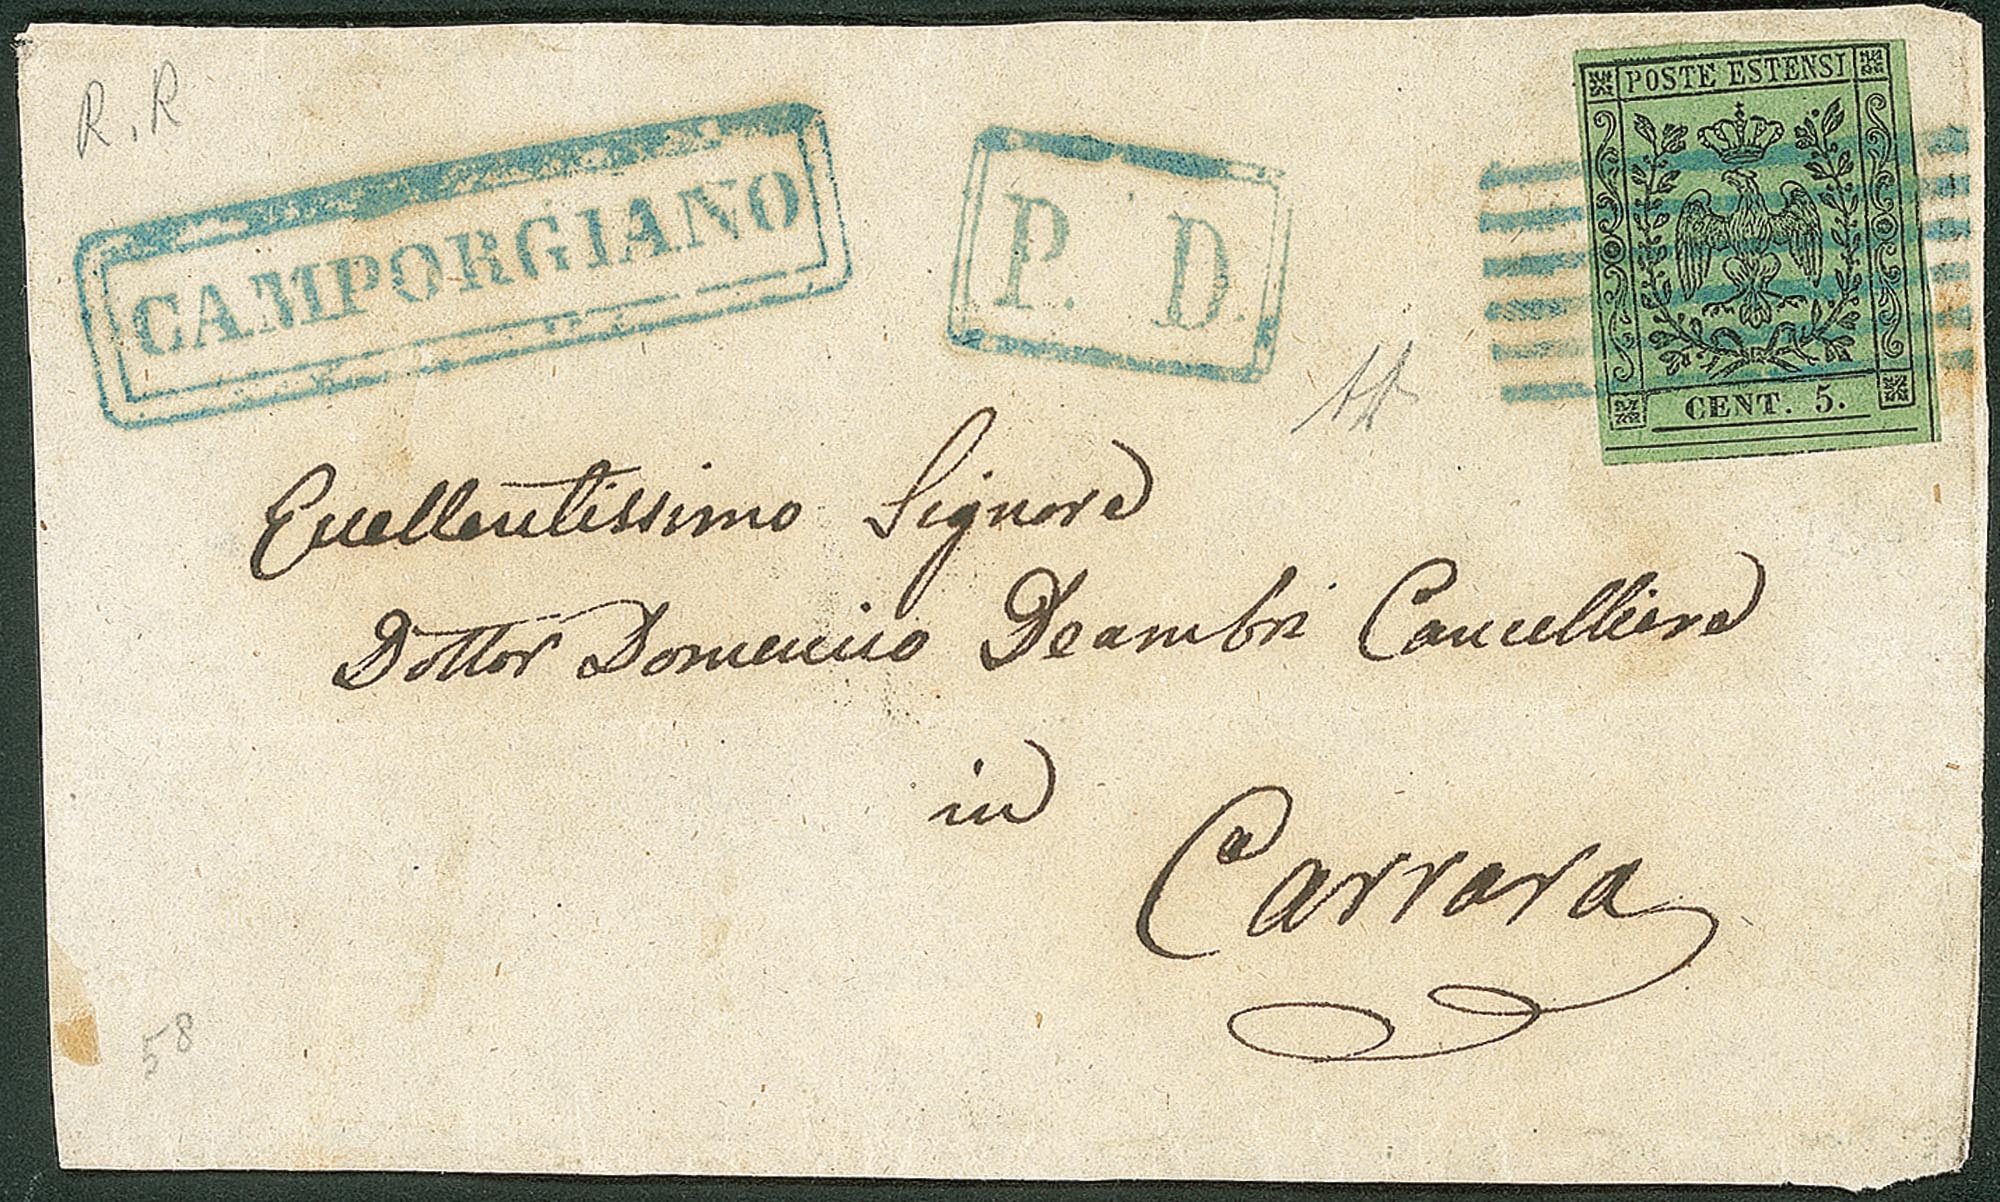 R. R
CAMPORGIANO
P. D.
POSTE ESTENSI
CENT. 5.
Eccellentissimo Signore
Dottor Domenico Deambri Cancelliere
in
Carrara
58